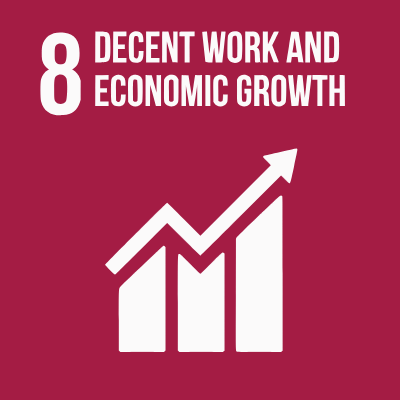 8 DECENT WORK AND
ECONOMIC GROWTH